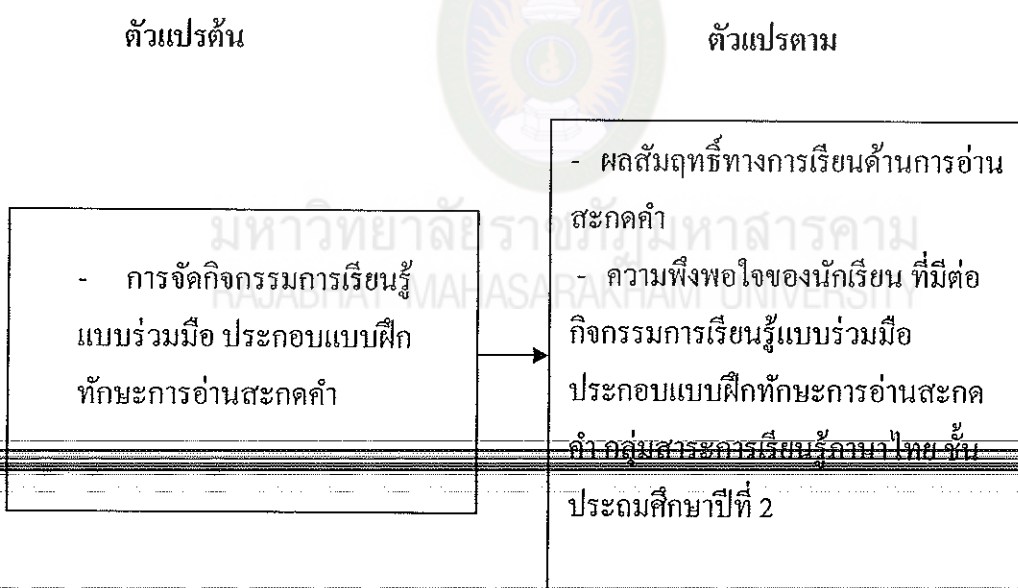 ตัวแปรต้น
ตัวแปรตาม
- การจัดกิจกรรมการเรียนรู้
แบบร่วมมือ ประกอบแบบฝึก
ทักษะการอ่านสะกดคำ
- ผลสัมฤทธิ์ทางการเรียนด้านการอ่าน
สะกดคำ
- ความพึงพอใจของนักเรียน ที่มีต่อ
กิจกรรมการเรียนรู้แบบร่วมมือ
ประกอบแบบฝึกทักษะการอ่านสะกด
คำ กลุ่มสาระการเรียนรู้ภาษาไทย ชั้น
ประถมศึกษาปีที่ 2
มหาวิทยาลัยราชภัฏมหาสารคาม
RAJABHAT MAHASARAKHAM UNIVERSITY